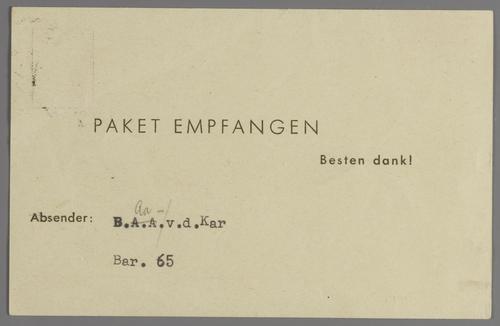 PAKET EMPFANGEN
Besten dank!
Absender: B.A.A.v.d.Kar
Bar. 65